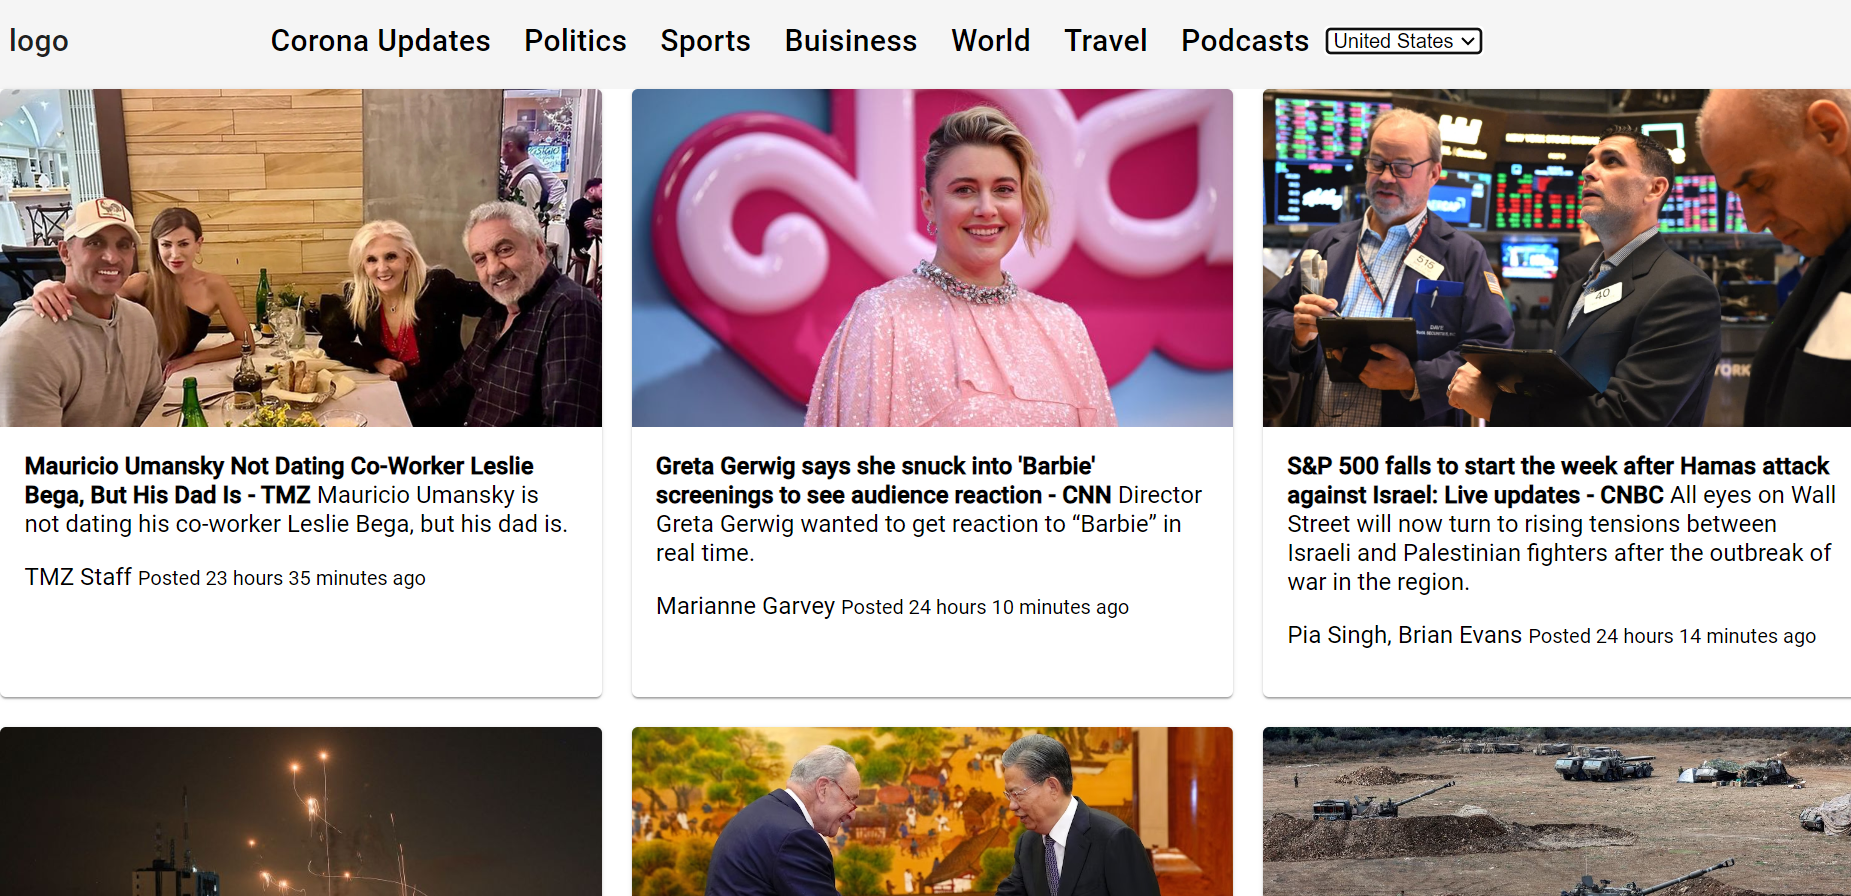 logo
Corona Updates Politics Sports Buisiness World Travel Podcasts United States
Mauricio Umansky Not Dating Co-Worker Leslie
Bega, But His Dad Is - TMZ Mauricio Umansky is
not dating his co-worker Leslie Bega, but his dad is.
TMZ Staff Posted 23 hours 35 minutes ago
Greta Gerwig says she snuck into 'Barbie'
screenings to see audience reaction - CNN Director
Greta Gerwig wanted to get reaction to “Barbie” in
real time.
Marianne Garvey Posted 24 hours 10 minutes ago
515
40
DAVE
S&P 500 falls to start the week after Hamas attack
against Israel: Live updates - CNBC All eyes on Wall
Street will now turn to rising tensions between
Israeli and Palestinian fighters after the outbreak of
war in the region.
Pia Singh, Brian Evans Posted 24 hours 14 minutes ago